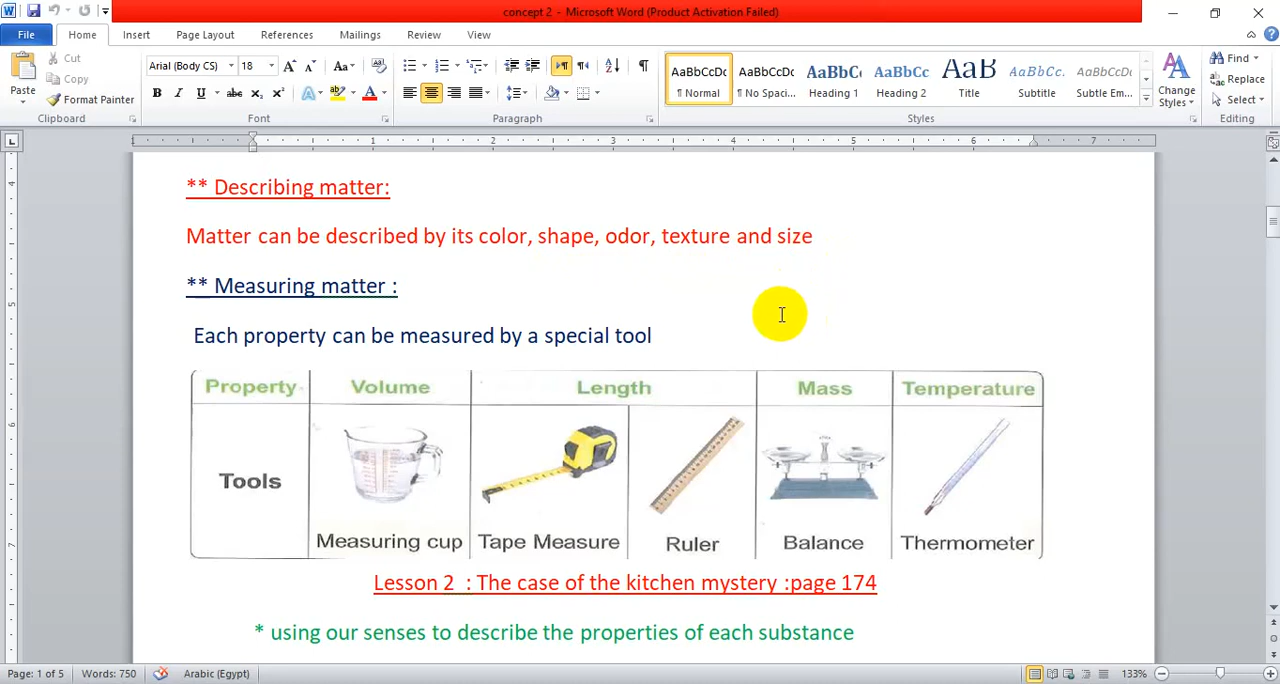 concept 2 - Microsoft Word (Product Activation Failed)
File Home Insert Page Layout References Mailings Review View
Paste
Cut
Copy
Format Painter
Clipboard
Arial (Body CS) 18
Font
Paragraph
AaBbCcDc AaBbCcDc AaBbC AaBbCc AaB AaBbCc. AaBbCcDc
¶ Normal ¶ No Spaci... Heading 1 Heading 2 Title Subtitle Subtle Em...
Change
Styles
Styles
Find
Replace
Select
Editing
** Describing matter:
Matter can be described by its color, shape, odor, texture and size
** Measuring matter :
Each property can be measured by a special tool
Property Volume Length Mass Temperature
Tools
Measuring cup Tape Measure Ruler Balance Thermometer
Lesson 2 : The case of the kitchen mystery :page 174
* using our senses to describe the properties of each substance
Page: 1 of 5 Words: 750 Arabic (Egypt) 133%